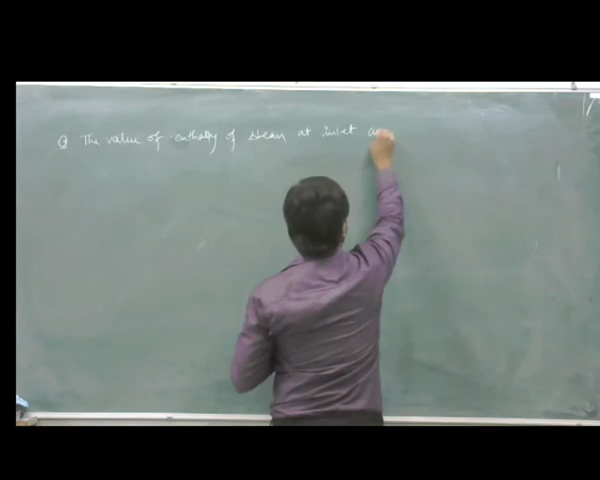 Q The value of enthalpy of steam at inlet